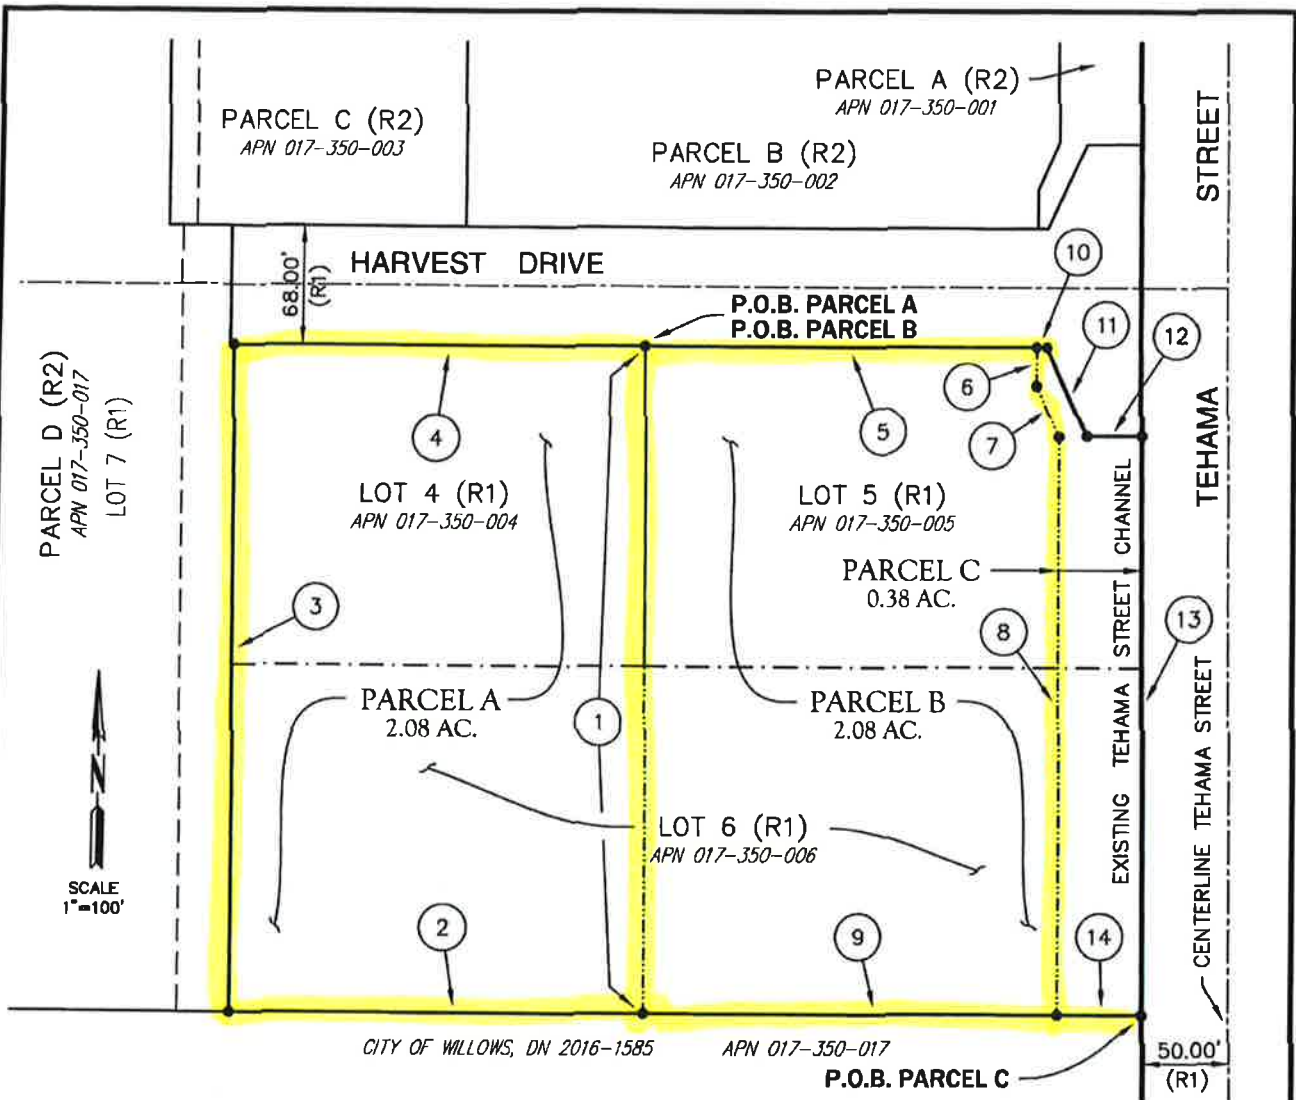 PARCEL A (R2)
APN 017-350-001
PARCEL C (R2)
APN 017-350-003
PARCEL B (R2)
APN 017-350-002
STREET
10
HARVEST DRIVE
68.00'
(R1)
P.O.B. PARCEL A
P.O.B. PARCEL B
11
12
6
PARCEL D (R2)
APN 017-350-017
LOT 7 (R1)
4
5
7
TEHAMA
LOT 4 (R1)
APN 017-350-004
LOT 5 (R1)
APN 017-350-005
PARCEL C
0.38 AC.
3
8
13
EXISTING TEHAMA STREET CHANNEL
PARCEL A
2.08 AC.
1
PARCEL B
2.08 AC.
CENTERLINE TEHAMA STREET
N
LOT 6 (R1)
APN 017-350-006
SCALE
1"=100'
2
9
14
CITY OF WILLOWS, DN 2016-1585
APN 017-350-017
P.O.B. PARCEL C
50.00'
(R1)